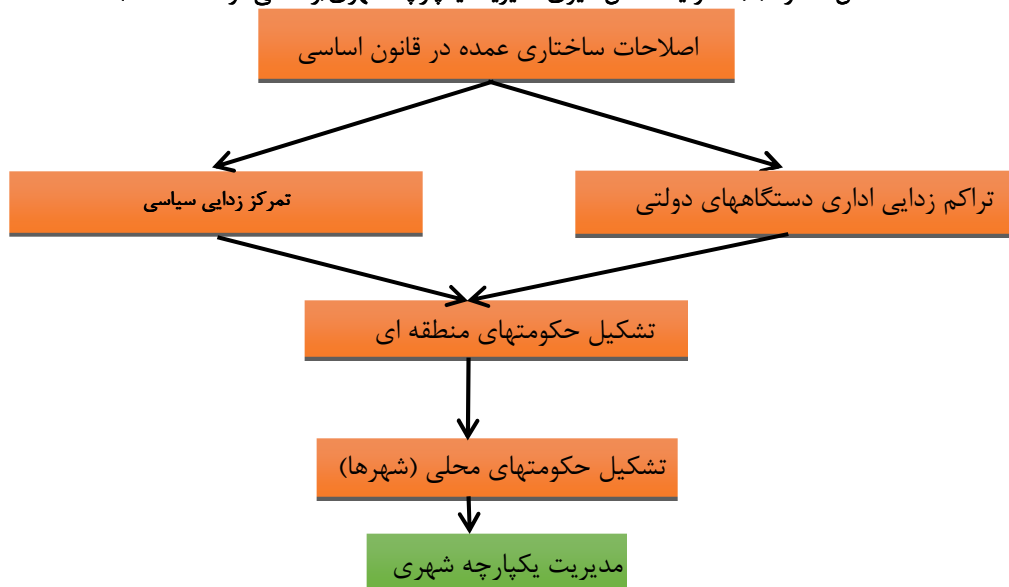 اصلاحات ساختاری عمده در قانون اساسی
تراکم زدایی اداری دستگاههای دولتی
تمرکز زدایی سیاسی
تشکیل حکومتهای منطقه ای
تشکیل حکومتهای محلی (شهرها)
مدیریت یکپارچه شهری